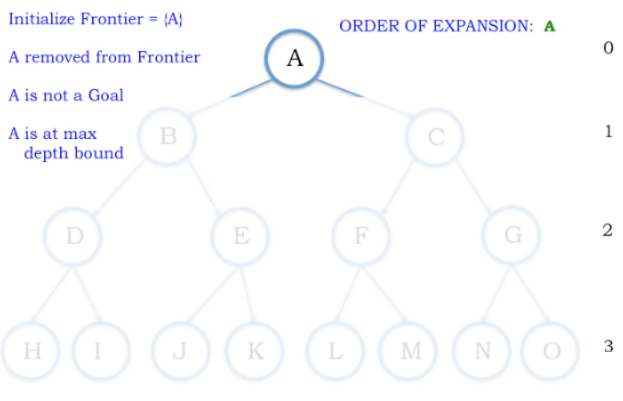 Initialize Frontier = {A}
ORDER OF EXPANSION: A
A removed from Frontier
A is not a Goal
A is at max
depth bound
A
0
B
C
1
D
E
F
G
2
H
I
J
K
L
M
N
O
3